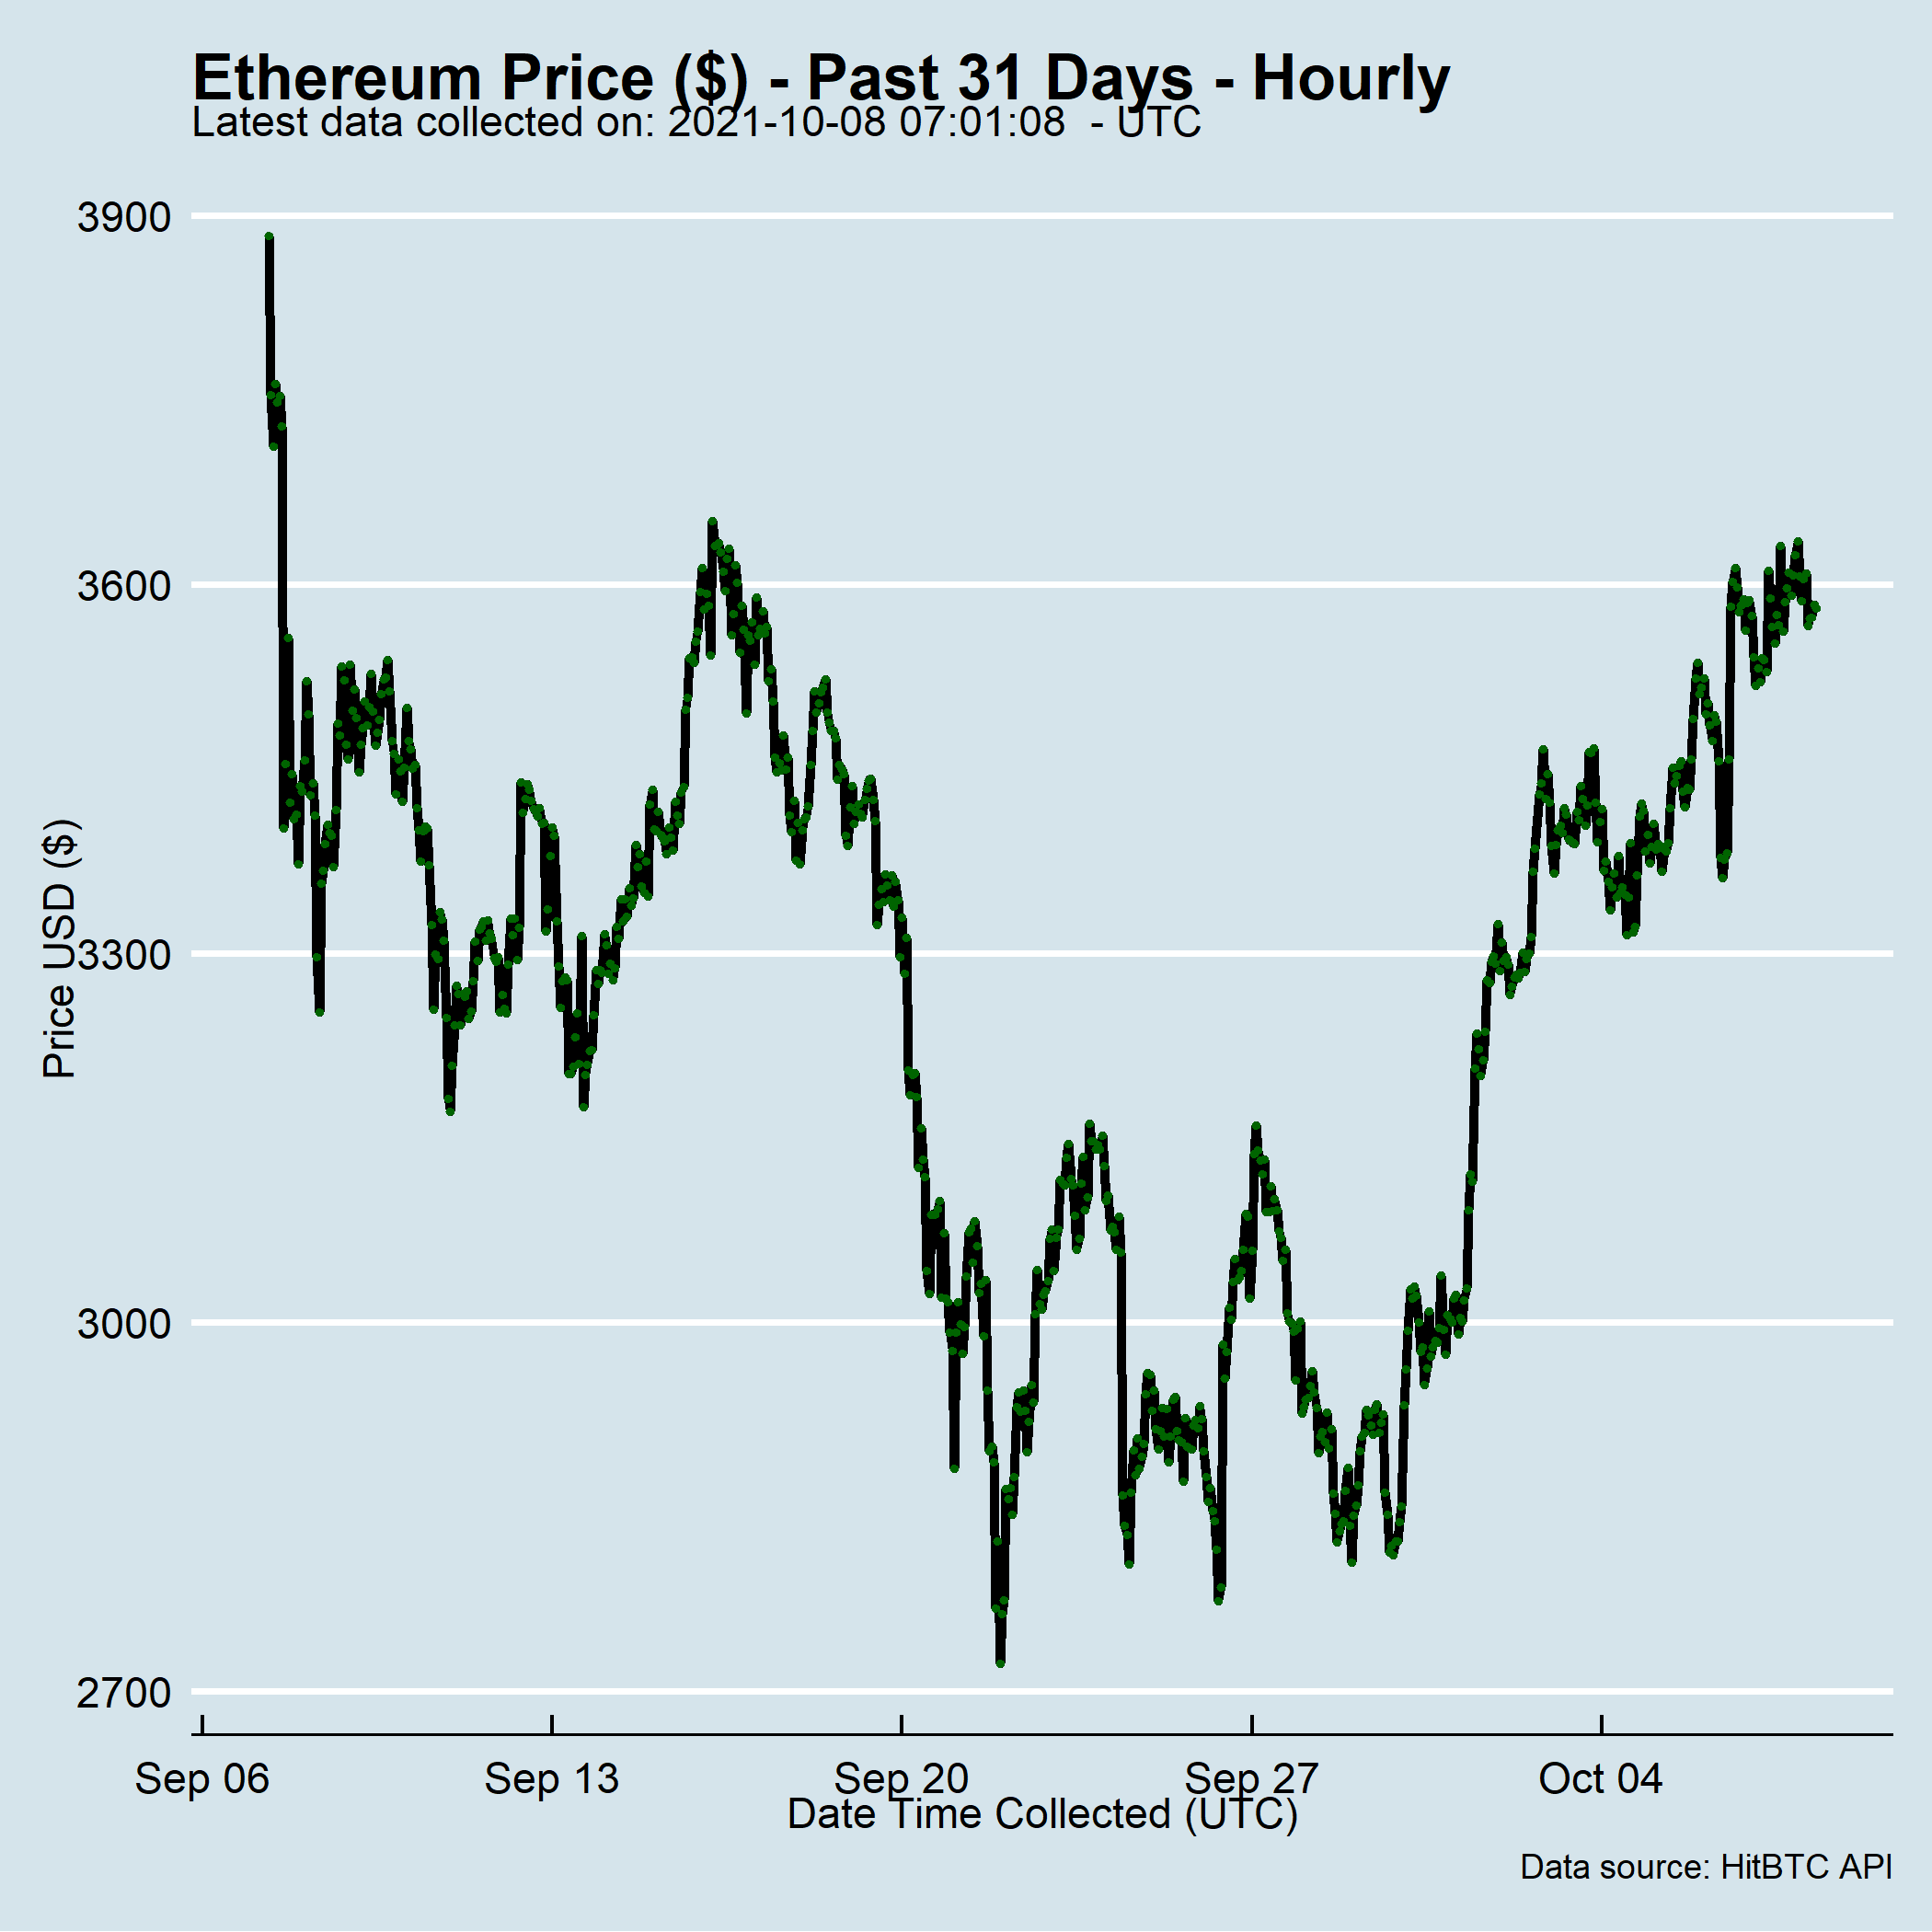 Ethereum Price ($) - Past 31 Days - Hourly
Latest data collected on: 2021-10-08 07:01:08  - UTC
3900
3600
3300
3000
2700
Price USD ($)
Sep 06
Sep 13
Sep 20
Sep 27
Oct 04
Date Time Collected (UTC)
Data source: HitBTC API